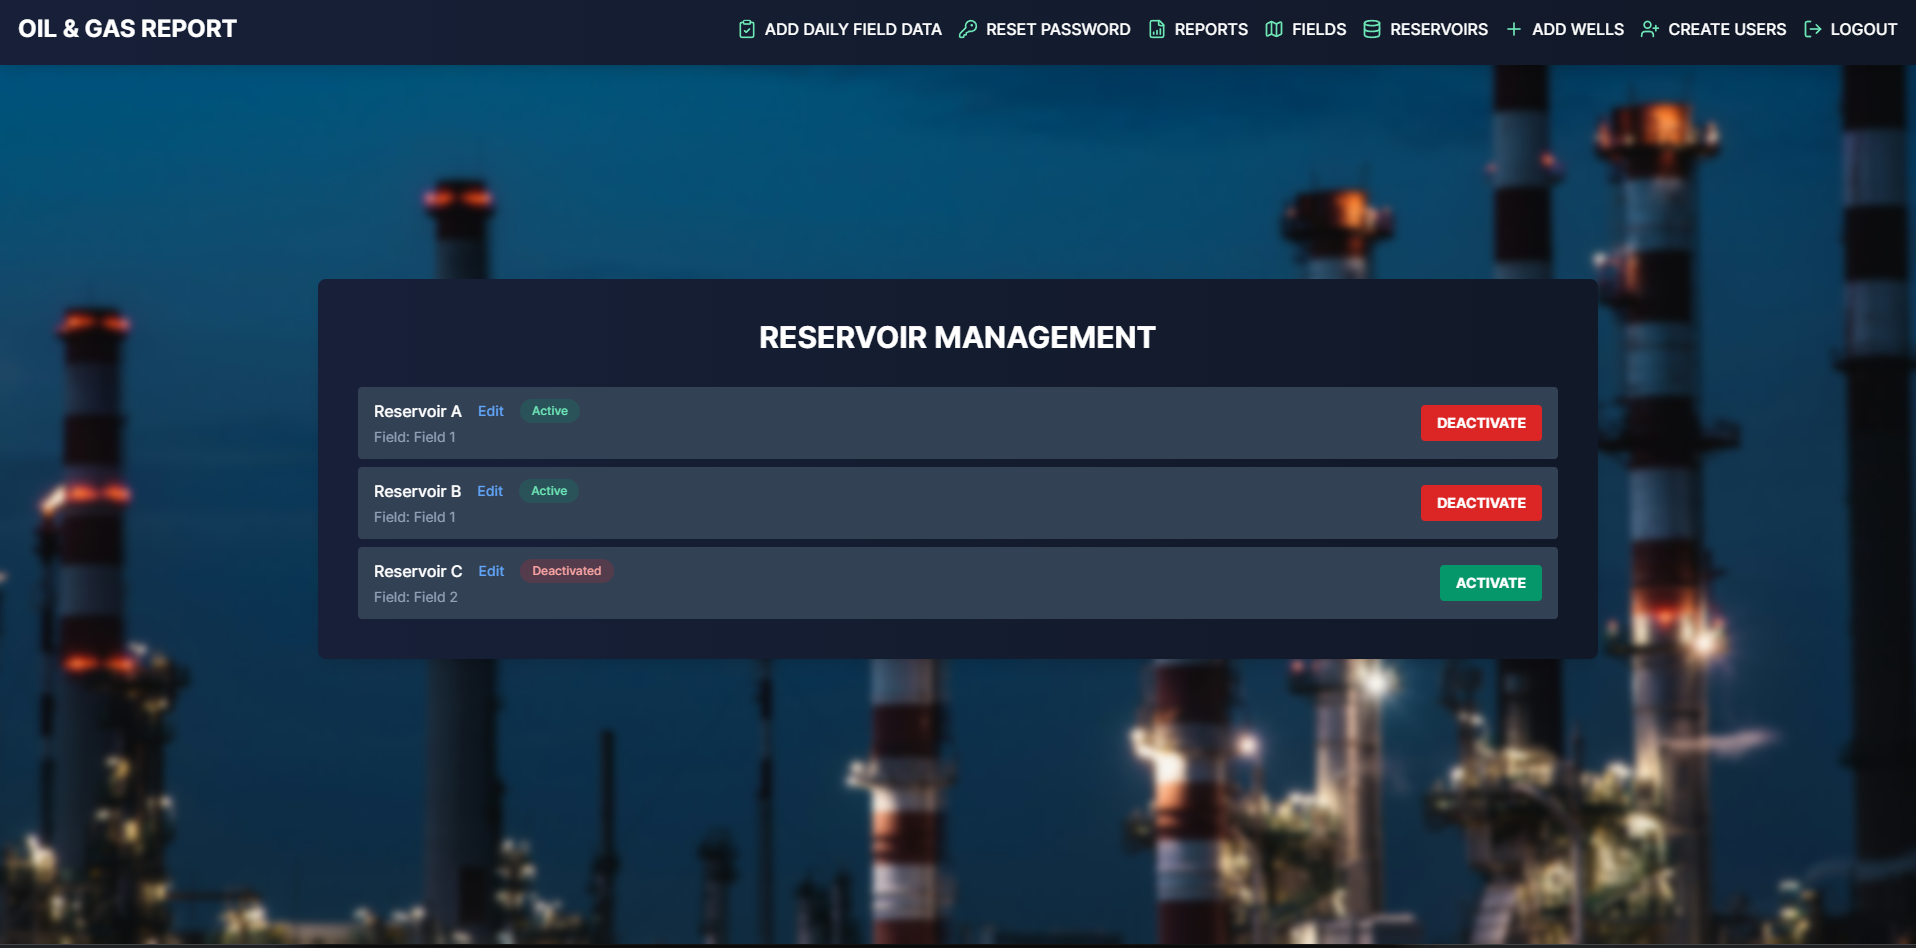 OIL & GAS REPORT
ADD DAILY FIELD DATA
RESET PASSWORD
REPORTS
FIELDS
RESERVOIRS
ADD WELLS
CREATE USERS
LOGOUT
RESERVOIR MANAGEMENT
Reservoir A Edit Active
Field: Field 1
DEACTIVATE
Reservoir B Edit Active
Field: Field 1
DEACTIVATE
Reservoir C Edit Deactivated
Field: Field 2
ACTIVATE